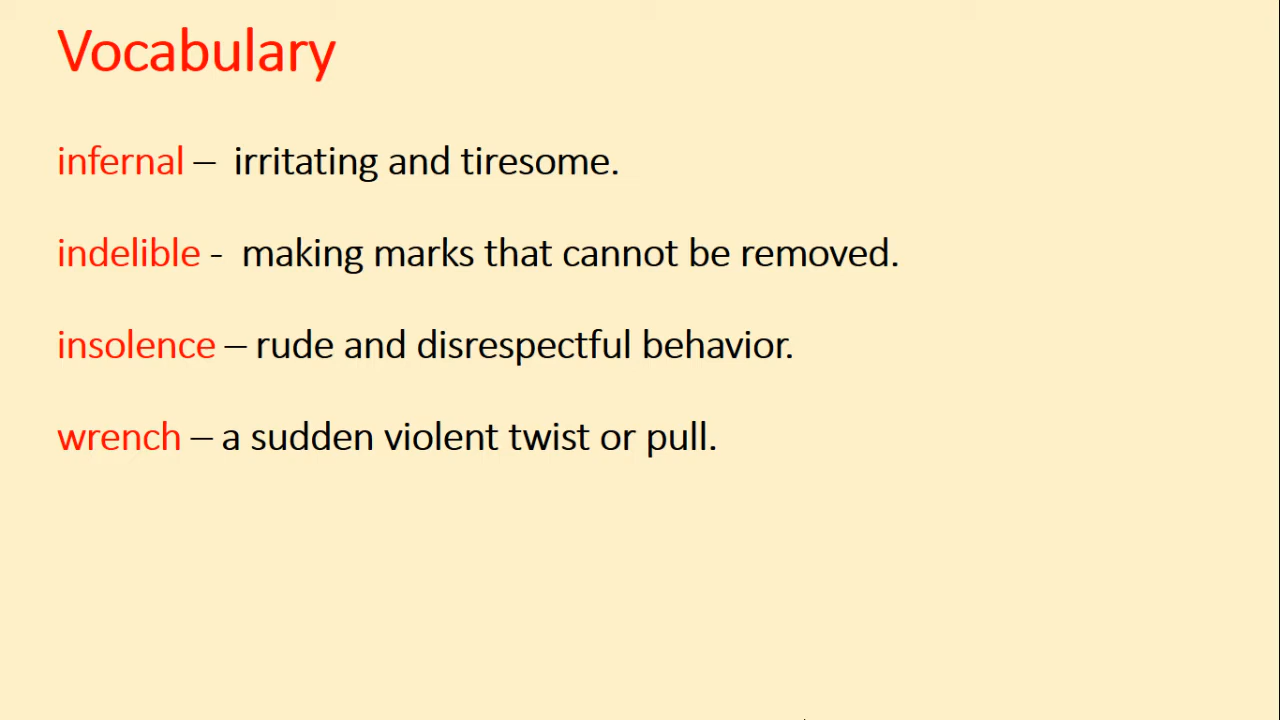 Vocabulary
infernal – irritating and tiresome.
indelible - making marks that cannot be removed.
insolence – rude and disrespectful behavior.
wrench – a sudden violent twist or pull.